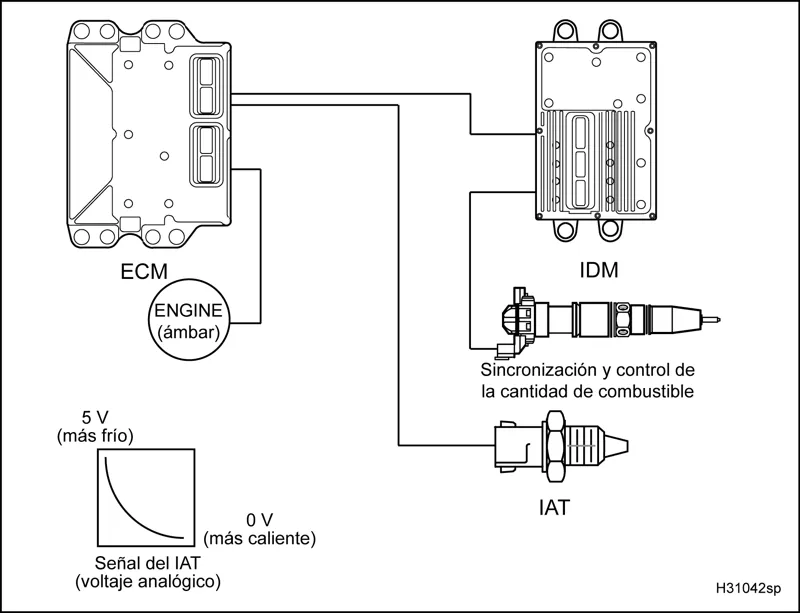 ECM
IDM
ENGINE
(ámbar)
Sincronización y control de
la cantidad de combustible
5 V
(más frío)
0 V
(más caliente)
IAT
Señal del IAT
(voltaje analógico)
H31042sp